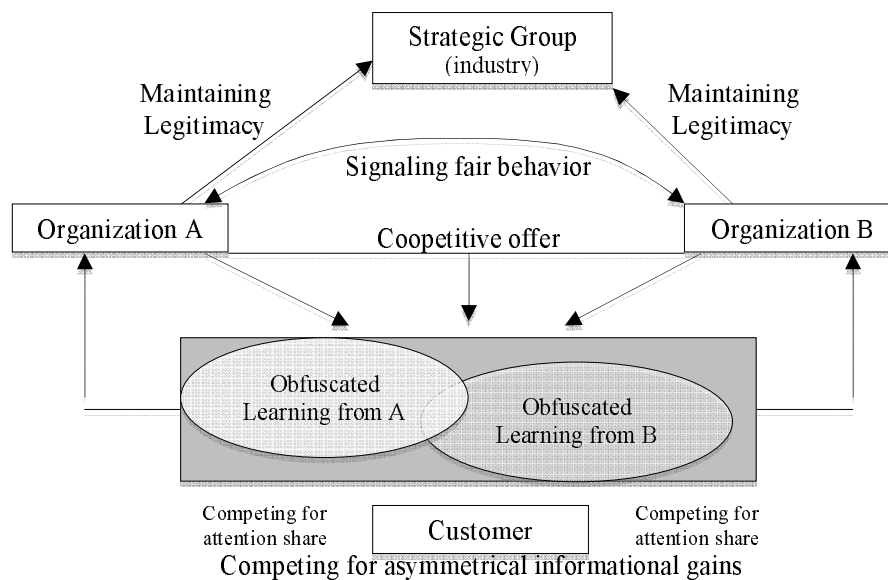 Strategic Group
(industry)
Maintaining
Legitimacy
Maintaining
Legitimacy
Signaling fair behavior
Organization A
Organization B
Coopetitive offer
Obfuscated
Learning from A
Obfuscated
Learning from B
Competing for
attention share
Customer
Competing for
attention share
Competing for asymmetrical informational gains